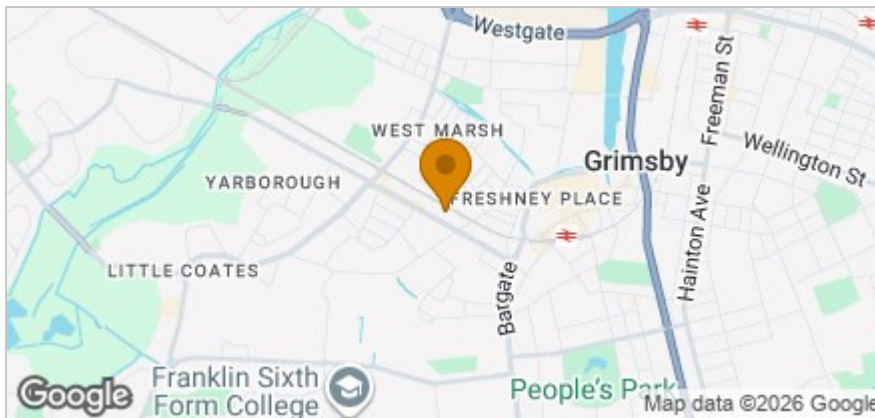 Westgate
Freeman St
WEST MARSH
Wellington St
Grimsby
YARBOROUGH
FRESHNEY PLACE
Hainton Ave
LITTLE COATES
Bargate
Franklin Sixth
Form College
People's Park
Google
Map data ©2026 Google